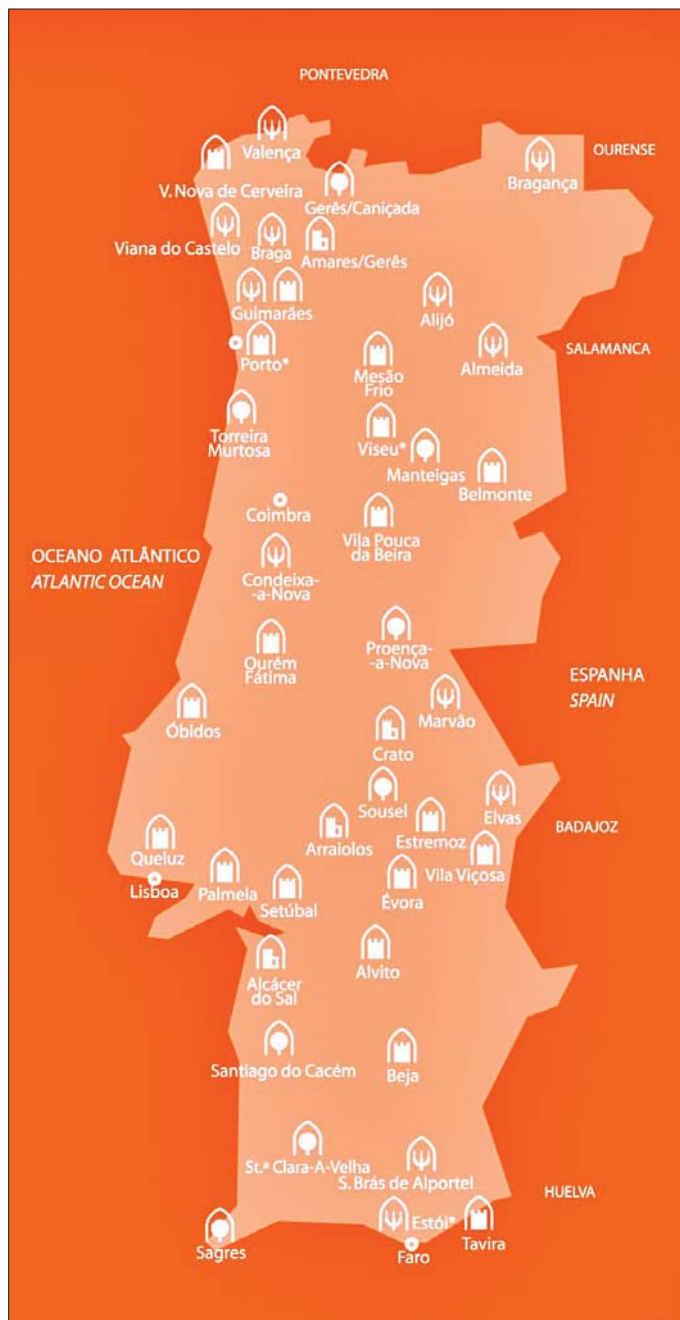 PONTEVEDRA
Valença
OURENSE
V. Nova de Cerveira
Gerês/Caniçada
Bragança
Viana do Castelo
Braga
Amares/Gerês
Guimarães
Alijó
Porto*
Mesão
Frio
Almeida
SALAMANCA
Torreira
Murtosa
Viseu*
Manteigas
Belmonte
Coimbra
Vila Pouca
da Beira
OCEANO ATLÂNTICO
ATLANTIC OCEAN
Condeixa-
-a-Nova
Ourém
Fátima
Proença-
-a-Nova
ESPANHA
SPAIN
Óbidos
Marvão
Crato
Sousel
Elvas
BADAJOZ
Queluz
Arraiolos
Estremoz
Vila Viçosa
Lisboa
Palmela
Setúbal
Évora
Alcácer
do Sal
Alvito
Santiago do Cacém
Beja
St.ª Clara-A-Velha
S. Brás de Alportel
HUELVA
Sagres
Estói*
Faro
Tavira